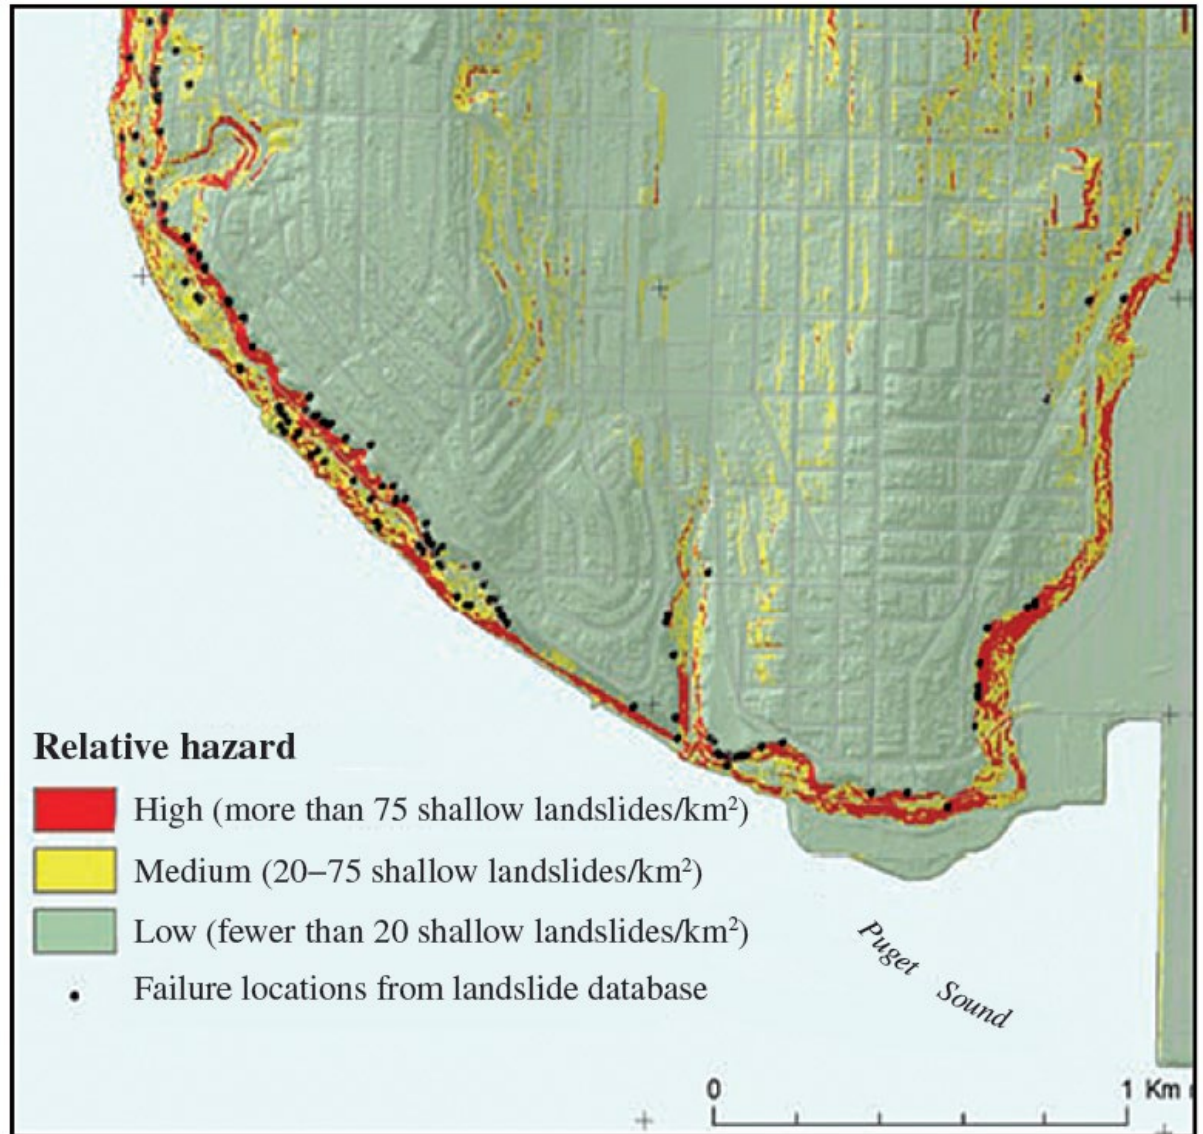 Relative hazard
High (more than 75 shallow landslides/km²)
Medium (20–75 shallow landslides/km²)
Low (fewer than 20 shallow landslides/km²)
Failure locations from landslide database
Puget Sound
0 1 Km